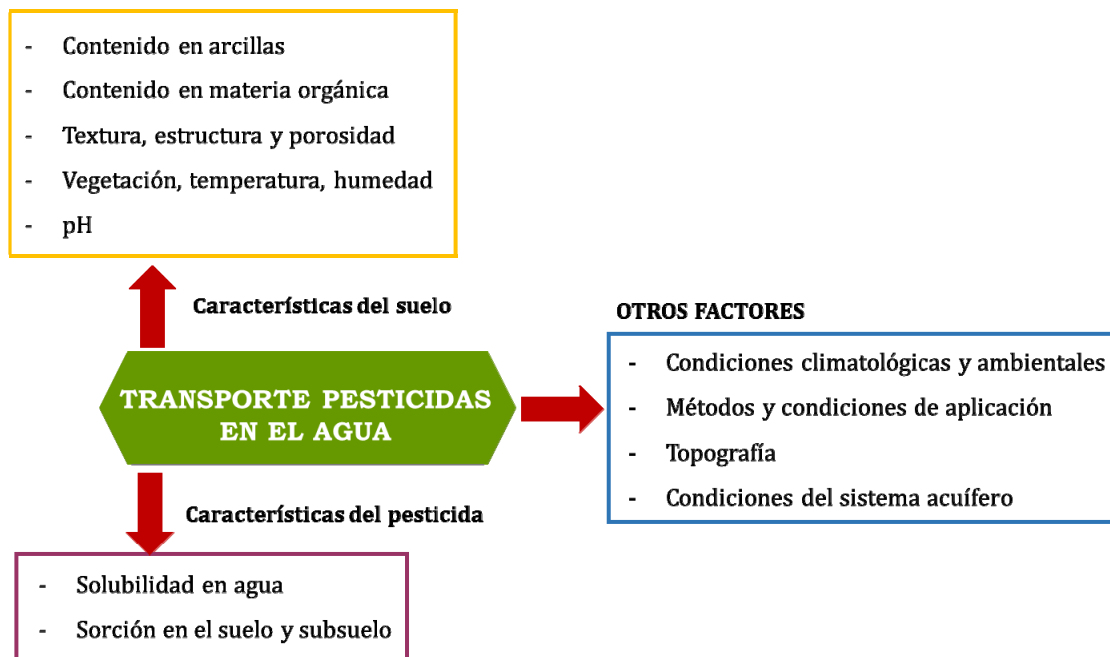 - Contenido en arcillas
- Contenido en materia orgánica
- Textura, estructura y porosidad
- Vegetación, temperatura, humedad
- pH
Características del suelo
TRANSPORTE PESTICIDAS
EN EL AGUA
OTROS FACTORES
- Condiciones climatológicas y ambientales
- Métodos y condiciones de aplicación
- Topografía
- Condiciones del sistema acuífero
Características del pesticida
- Solubilidad en agua
- Sorción en el suelo y subsuelo